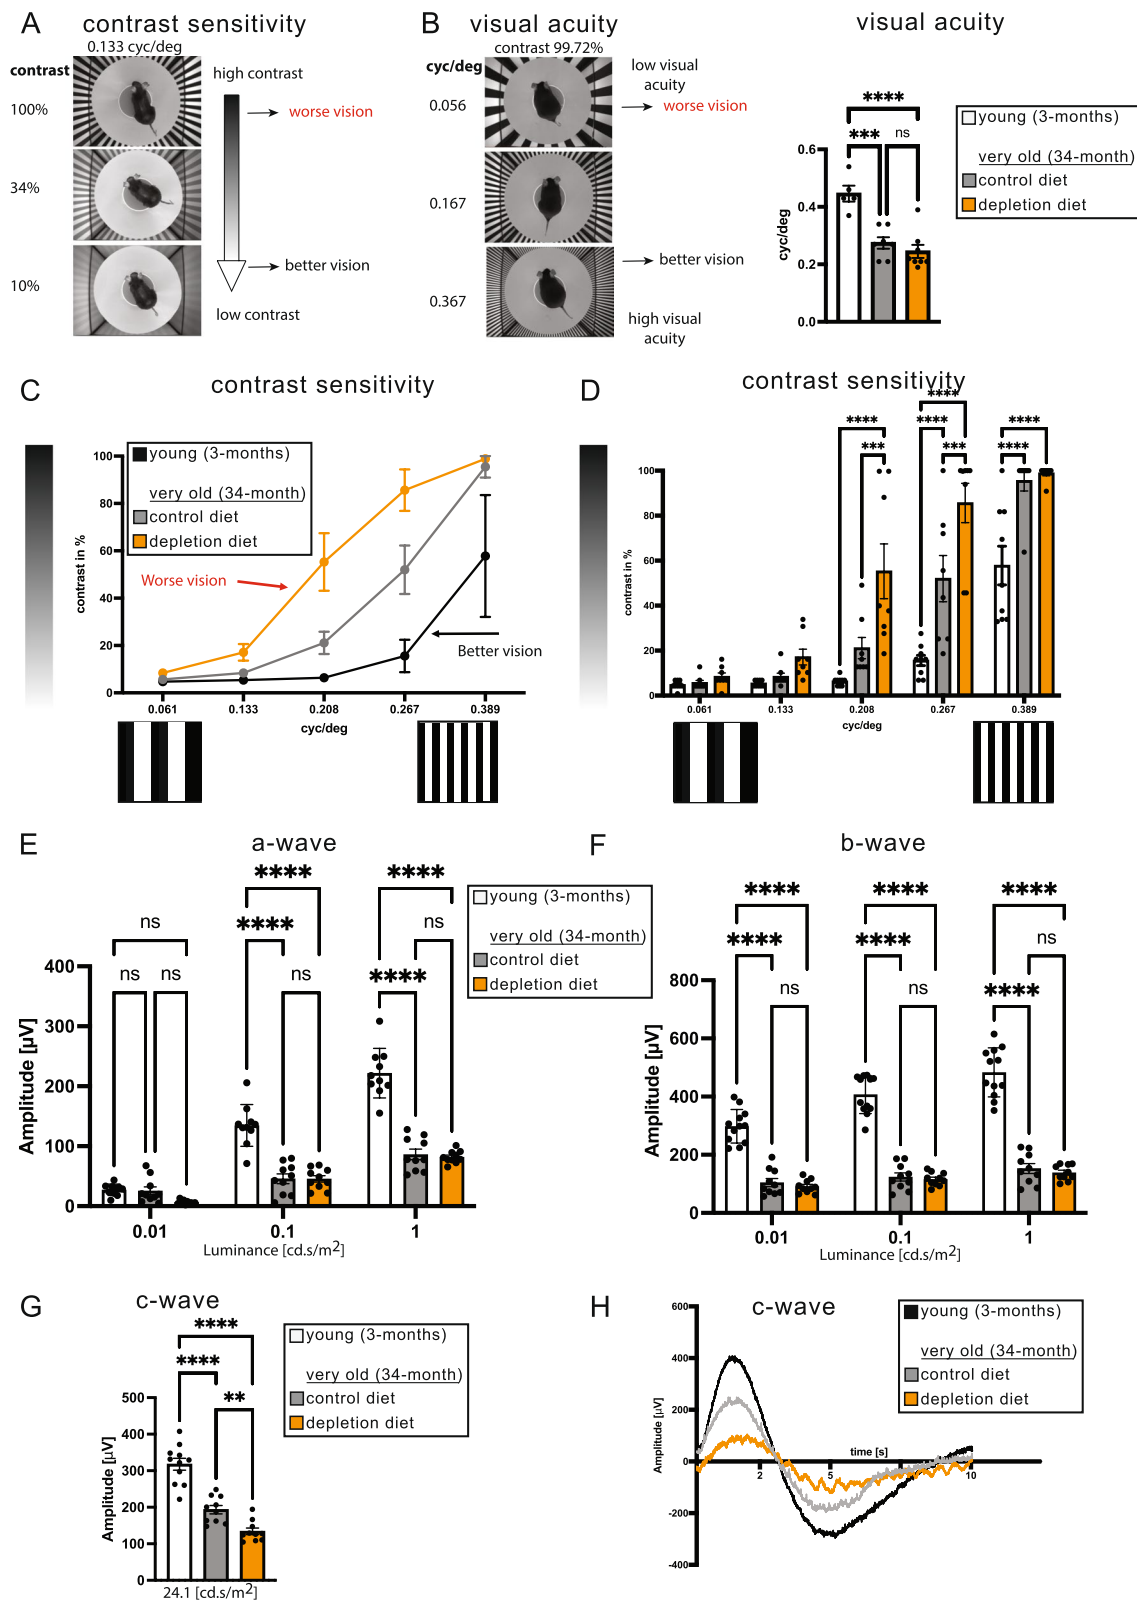 A
contrast sensitivity
0.133 cyc/deg
contrast
100%
34%
10%
high contrast
worse vision
better vision
low contrast
B
visual acuity
contrast 99.72%
cyc/deg
0.056
0.167
0.367
low visual
acuity
worse vision
better vision
high visual
acuity
visual acuity
****
***
ns
0.6
0.4
0.2
0.0
cyc/deg
young (3-months)
very old (34-month)
control diet
depletion diet
C
contrast sensitivity
young (3-months)
very old (34-month)
control diet
depletion diet
Worse vision
Better vision
contrast in %
100
80
60
40
20
0
0.061
0.133
0.208
0.267
0.389
cyc/deg
D
contrast sensitivity
****
***
****
****
***
****
****
contrast in %
100
80
60
40
20
0
0.061
0.133
0.208
0.267
0.389
cyc/deg
E
a-wave
ns
ns
ns
****
****
ns
****
ns
****
Amplitude [µV]
400
300
200
100
0
0.01
0.1
1
Luminance [cd.s/m2]
young (3-months)
very old (34-month)
control diet
depletion diet
F
b-wave
****
****
ns
****
****
ns
****
ns
****
Amplitude [µV]
800
600
400
200
0
0.01
0.1
1
Luminance [cd.s/m2]
G
c-wave
****
****
**
Amplitude [µV]
500
400
300
200
100
0
24.1 [cd.s/m2]
young (3-months)
very old (34-month)
control diet
depletion diet
H
c-wave
young (3-months)
very old (34-month)
control diet
depletion diet
Amplitude [µV]
600
400
200
0
-200
-400
time [s]
2
5
10